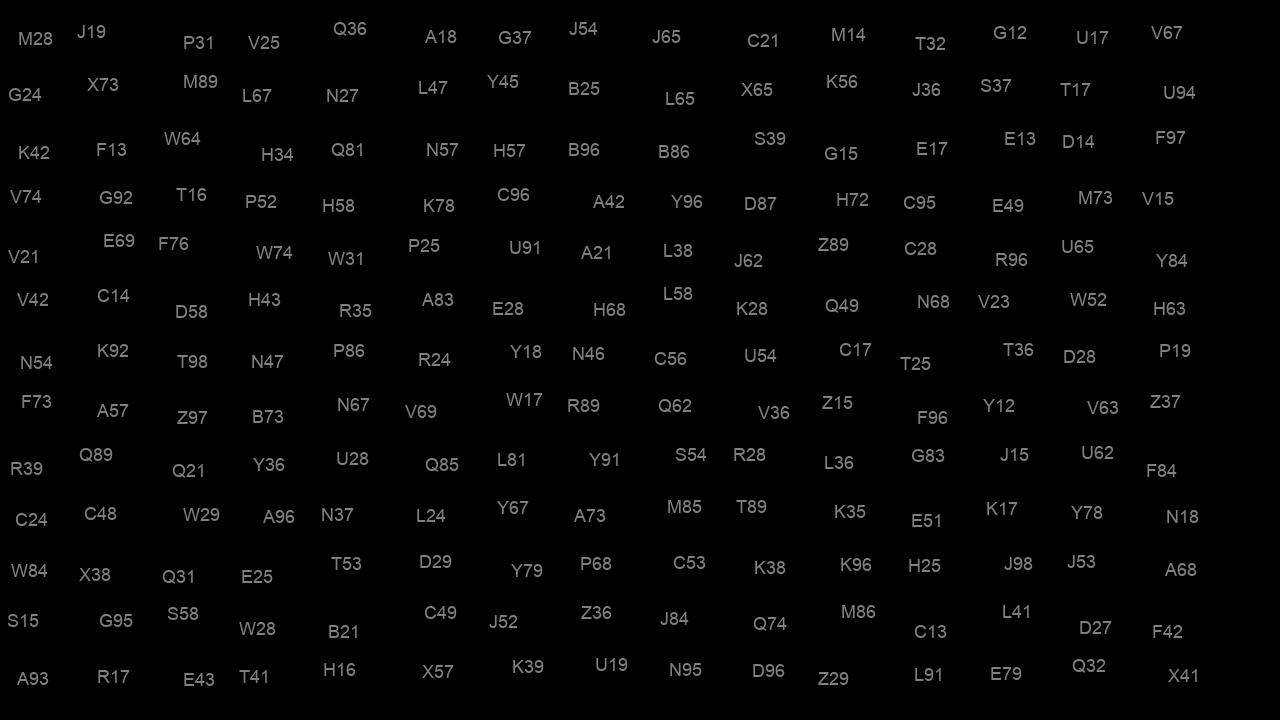 M28 J19 P31 V25 Q36 A18 G37 J54 J65 C21 M14 T32 G12 U17 V67
G24 X73 M89 L67 N27 L47 Y45 B25 L65 X65 K56 J36 S37 T17 U94
K42 F13 W64 H34 Q81 N57 H57 B96 B86 S39 G15 E17 E13 D14 F97
V74 G92 T16 P52 H58 K78 C96 A42 Y96 D87 H72 C95 E49 M73 V15
V21 E69 F76 W74 W31 P25 U91 A21 L38 J62 Z89 C28 R96 U65 Y84
V42 C14 D58 H43 R35 A83 E28 H68 L58 K28 Q49 N68 V23 W52 H63
N54 K92 T98 N47 P86 R24 Y18 N46 C56 U54 C17 T25 T36 D28 P19
F73 A57 Z97 B73 N67 V69 W17 R89 Q62 V36 Z15 F96 Y12 V63 Z37
R39 Q89 Q21 Y36 U28 Q85 L81 Y91 S54 R28 L36 G83 J15 U62 F84
C24 C48 W29 A96 N37 L24 Y67 A73 M85 T89 K35 E51 K17 Y78 N18
W84 X38 Q31 E25 T53 D29 Y79 P68 C53 K38 K96 H25 J98 J53 A68
S15 G95 S58 W28 B21 C49 J52 Z36 J84 Q74 M86 C13 L41 D27 F42
A93 R17 E43 T41 H16 X57 K39 U19 N95 D96 Z29 L91 E79 Q32 X41